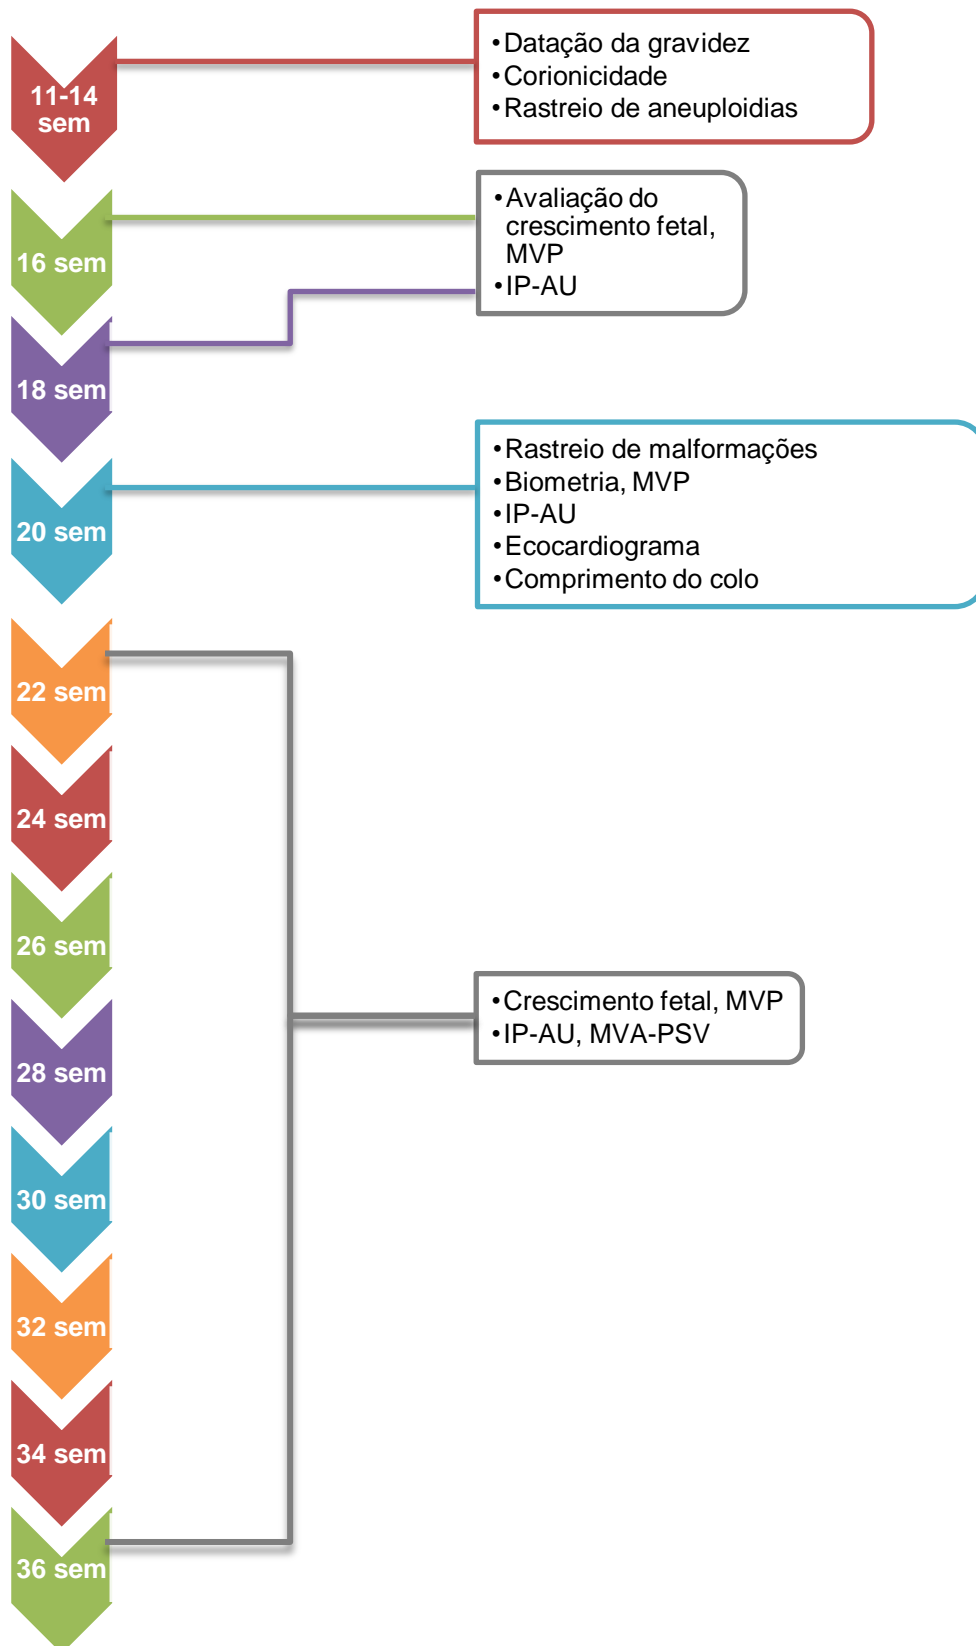 11-14
sem
•Datação da gravidez
•Corionicidade
•Rastreio de aneuploidias
16 sem
•Avaliação do
crescimento fetal,
MVP
•IP-AU
18 sem
20 sem
•Rastreio de malformações
•Biometria, MVP
•IP-AU
•Ecocardiograma
•Comprimento do colo
22 sem
24 sem
26 sem
28 sem
•Crescimento fetal, MVP
•IP-AU, MVA-PSV
30 sem
32 sem
34 sem
36 sem